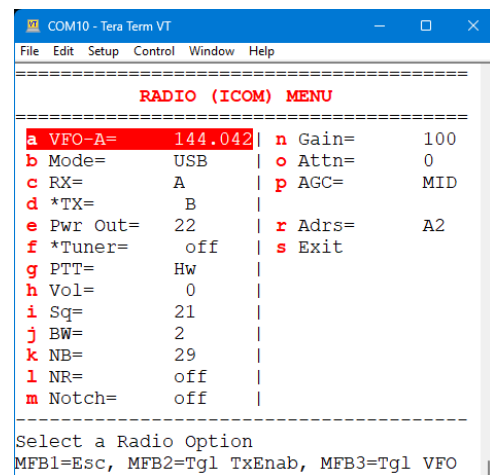 COM10 - Tera Term VT
File Edit Setup Control Window Help
==========================================
RADIO (ICOM) MENU
==========================================
a VFO-A= 144.042| n Gain= 100
b Mode= USB | o Attn= 0
c RX= A | p AGC= MID
d *TX= B |
e Pwr Out= 22 | r Adrs= A2
f *Tuner= off | s Exit
g PTT= Hw |
h Vol= 0 |
i Sq= 21 |
j BW= 2 |
k NB= 29 |
l NR= off |
m Notch= off |
------------------------------------------
Select a Radio Option
MFB1=Esc, MFB2=Tgl TxEnab, MFB3=Tgl VFO